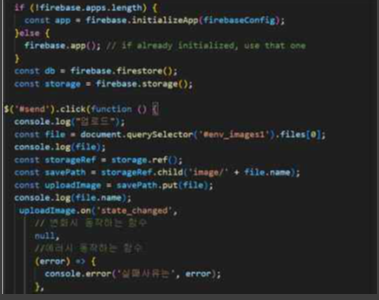 if (!firebase.apps.length) {
const app = firebase.initializeApp(firebaseConfig);
}else {
firebase.app(); // if already initialized, use that one
}
const db = firebase.firestore();
const storage = firebase.storage();
$('#send').click(function () {
console.log("업로드");
const file = document.querySelector('#env_images1').files[0];
console.log(file);
const storageRef = storage.ref();
const savePath = storageRef.child('image/' + file.name);
const uploadImage = savePath.put(file);
console.log(file.name);
uploadImage.on('state_changed',
// 변화시 동작하는 함수
null,
//에러시 동작하는 함수
(error) => {
console.error('실패사유는', error);
},